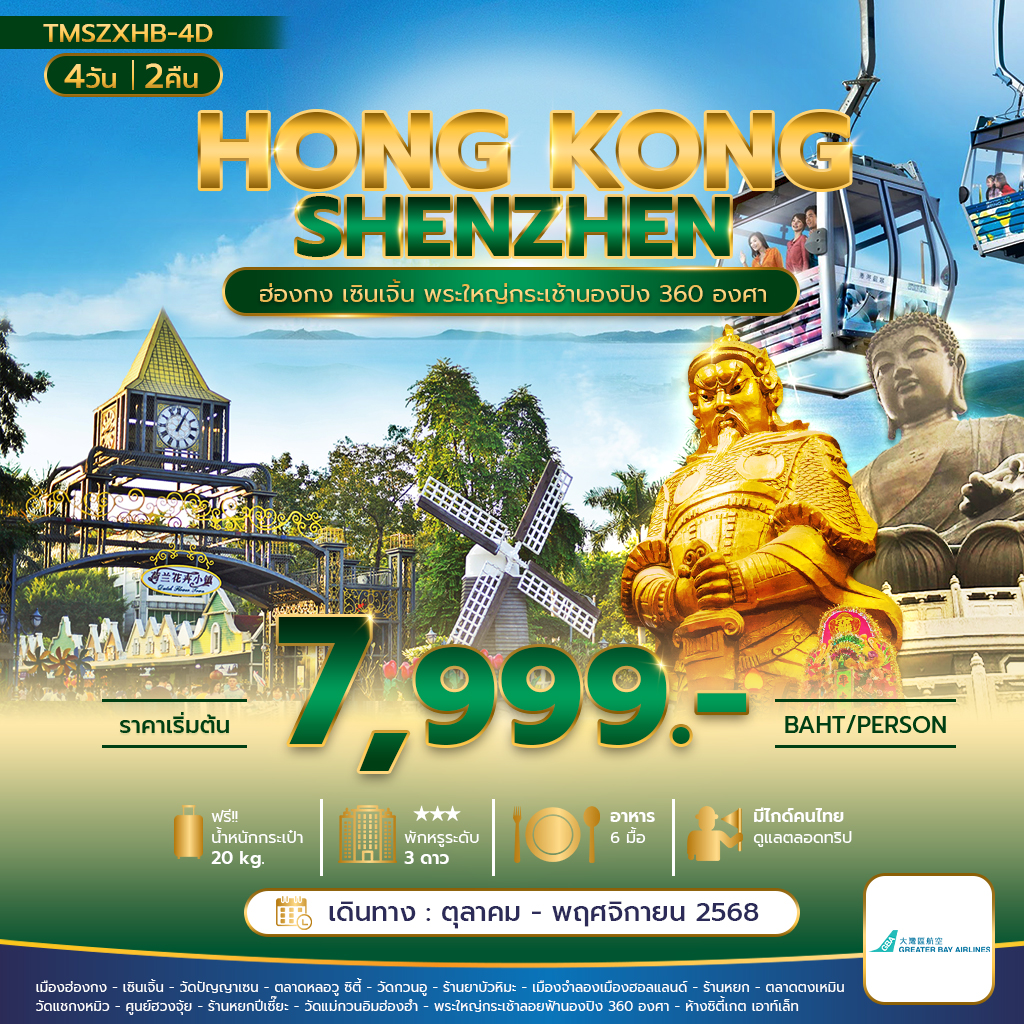 TMSZXHB-4D
4วัน | 2คืน
HONG KONG
SHENZHEN
ฮ่องกง เซินเจิ้น พระใหญ่กระเช้านองปิง 360 องศา
ราคาเริ่มต้น
7,999.-
BAHT/PERSON
ฟรี!!
น้ำหนักกระเป๋า
20 kg.
พักหรูระดับ
3 ดาว
อาหาร
6 มื้อ
มีไกด์คนไทย
ดูแลตลอดทริป
เดินทาง : ตุลาคม - พฤศจิกายน 2568
GBA
大灣區航空
GREATER BAY AIRLINES
เมืองฮ่องกง - เซินเจิ้น - วัดปัญญาเซน - ตลาดหลอวู ซิตี้ - วัดกวนอู - ร้านยาบัวหิมะ - เมืองจำลองเมืองฮอลแลนด์ - ร้านหยก - ตลาดตงเหมิน
วัดแชกงหมิว - ศูนย์ฮวงจุ้ย - ร้านหยกปีเซี๊ยะ - วัดแม่กวนอิมฮ่องฮำ - พระใหญ่กระเช้าลอยฟ้านองปิง 360 องศา - ห้างซิตี้เกต เอาท์เล็ท